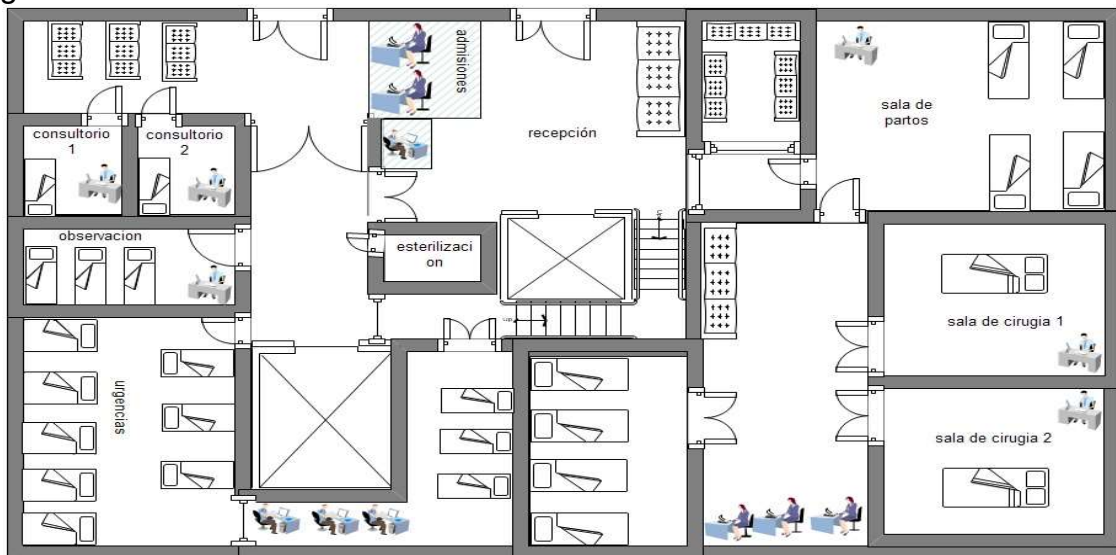 g
admisiones
recepción
sala de
partos
consultorio
1
consultorio
2
observacion
esterilizaci
on
urgencias
sala de cirugia 1
sala de cirugia 2